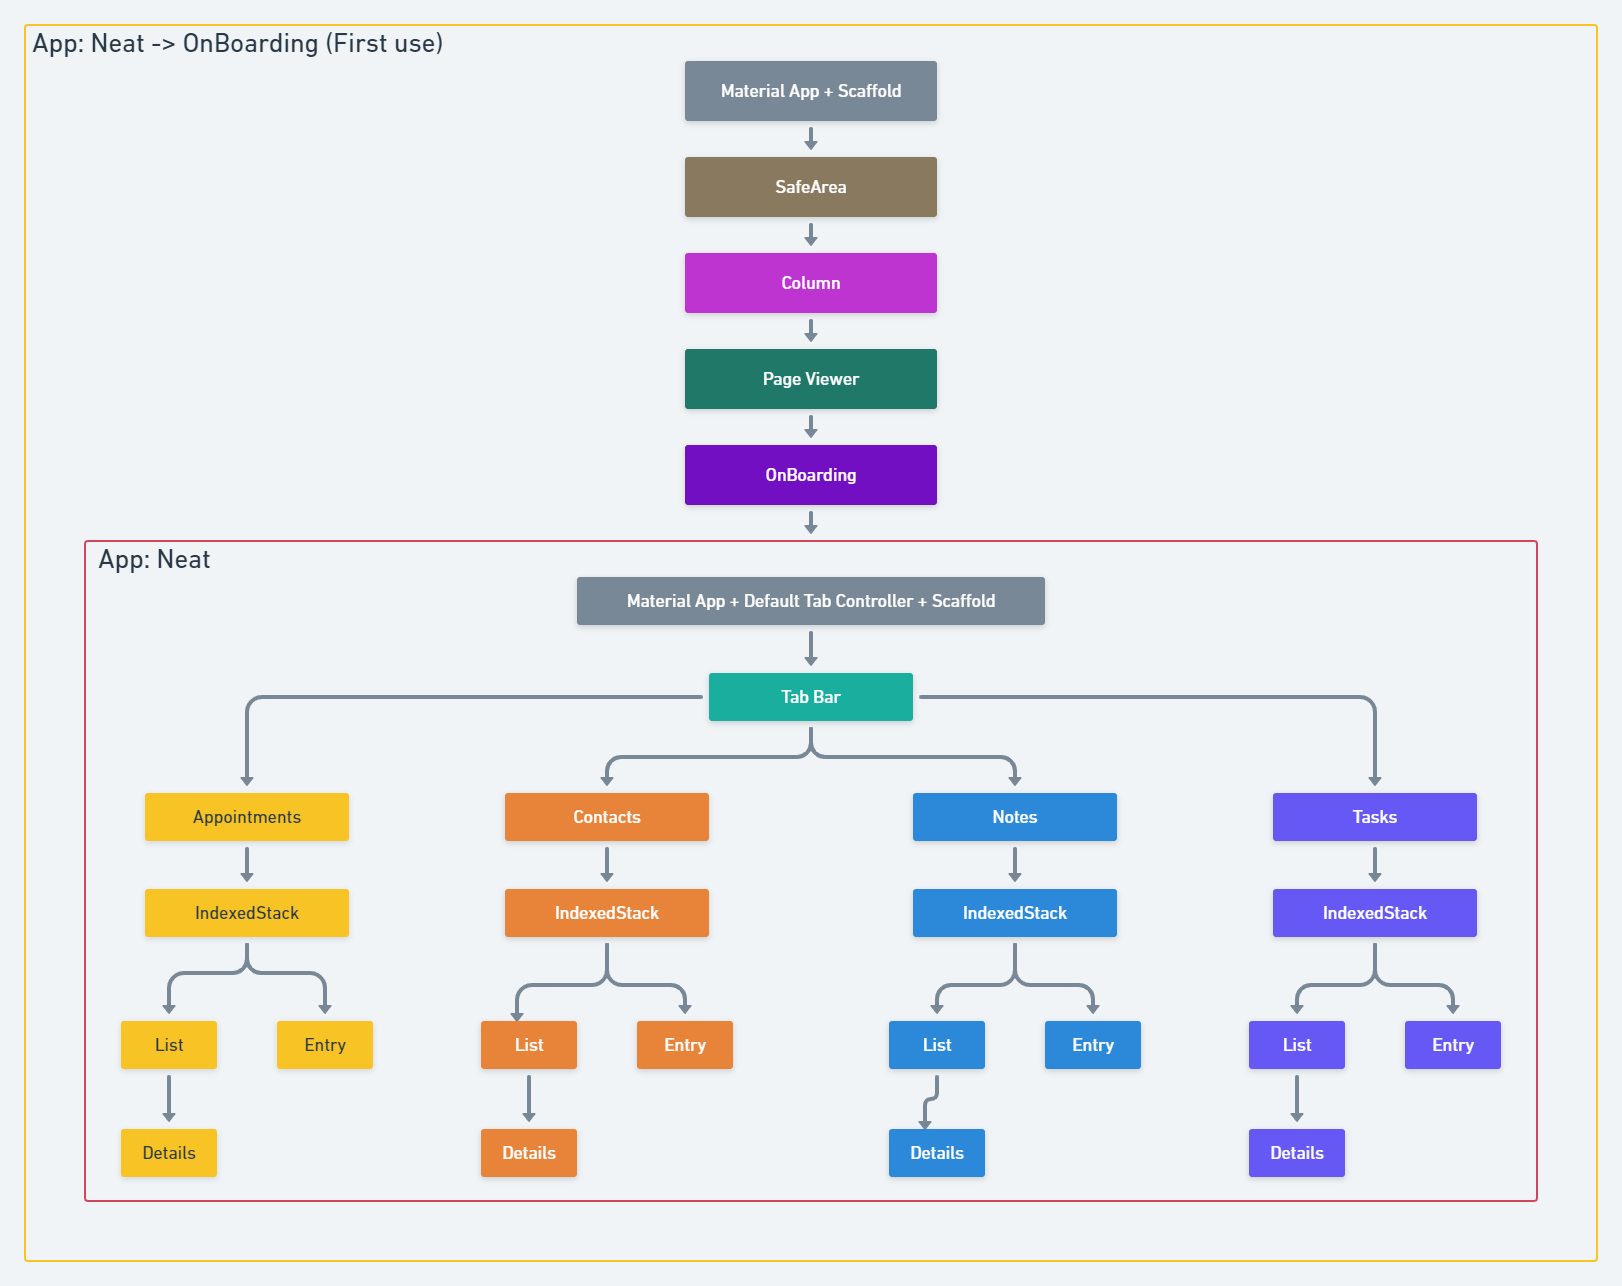 App: Neat -> OnBoarding (First use)
Material App + Scaffold
SafeArea
Column
Page Viewer
OnBoarding
App: Neat
Material App + Default Tab Controller + Scaffold
Tab Bar
Appointments
Contacts
Notes
Tasks
IndexedStack
IndexedStack
IndexedStack
IndexedStack
List
Entry
List
Entry
List
Entry
List
Entry
Details
Details
Details
Details